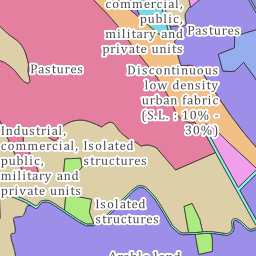 commercial,
public,
military and
private units
Pastures
Pastures
Discontinuous
low density
urban fabric
(S.L. : 10% -
30%)
Industrial,
commercial,
public,
military and
private units
Isolated
structures
Isolated
structures
Arable land